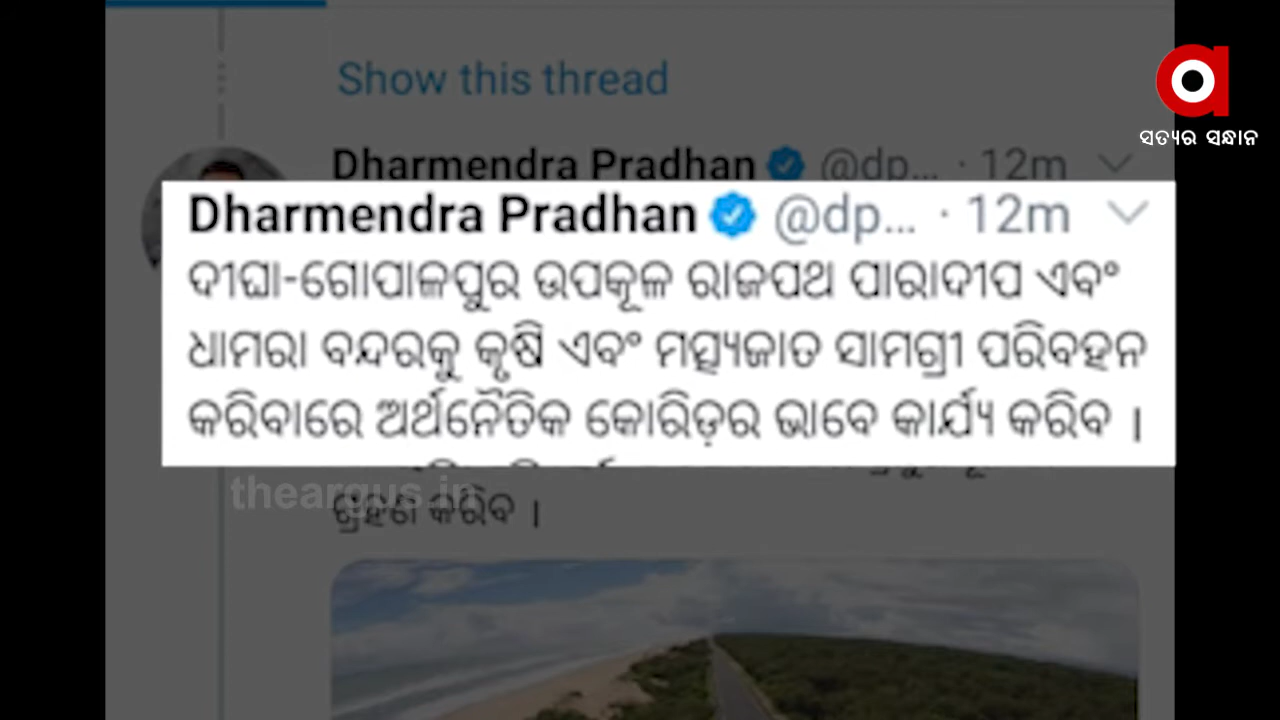 Show this thread
ସତ୍ୟର ସନ୍ଧାନ
Dharmendra Pradhan @dp... · 12m
Dharmendra Pradhan @dp... · 12m
ଦୀଘା-ଗୋପାଳପୁର ଉପକୂଳ ରାଜପଥ ପାରାଦୀପ ଏବଂ
ଧାମରା ବନ୍ଦରକୁ କୃଷି ଏବଂ ମତ୍ସ୍ୟଜାତ ସାମଗ୍ରୀ ପରିବହନ
କରିବାରେ ଅର୍ଥନୈତିକ କୋରିଡ଼ର ଭାବେ କାର୍ଯ୍ୟ କରିବ ।
theargus.in
ଗ୍ରହଣ କରିବ ।